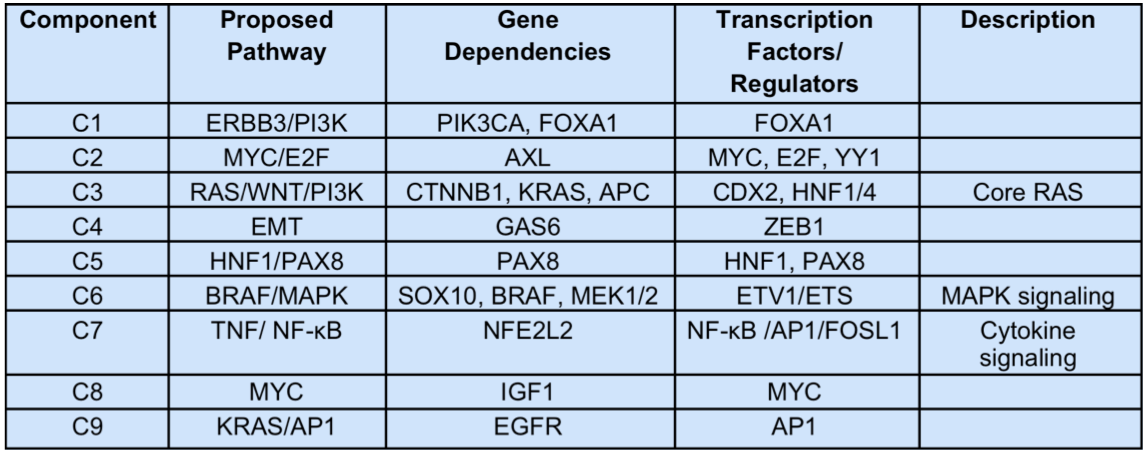 Component Proposed Pathway Gene Dependencies Transcription Factors/ Regulators Description
C1 ERBB3/PI3K PIK3CA, FOXA1 FOXA1
C2 MYC/E2F AXL MYC, E2F, YY1
C3 RAS/WNT/PI3K CTNNB1, KRAS, APC CDX2, HNF1/4 Core RAS
C4 EMT GAS6 ZEB1
C5 HNF1/PAX8 PAX8 HNF1, PAX8
C6 BRAF/MAPK SOX10, BRAF, MEK1/2 ETV1/ETS MAPK signaling
C7 TNF/ NF-κB NFE2L2 NF-κB /AP1/FOSL1 Cytokine signaling
C8 MYC IGF1 MYC
C9 KRAS/AP1 EGFR AP1